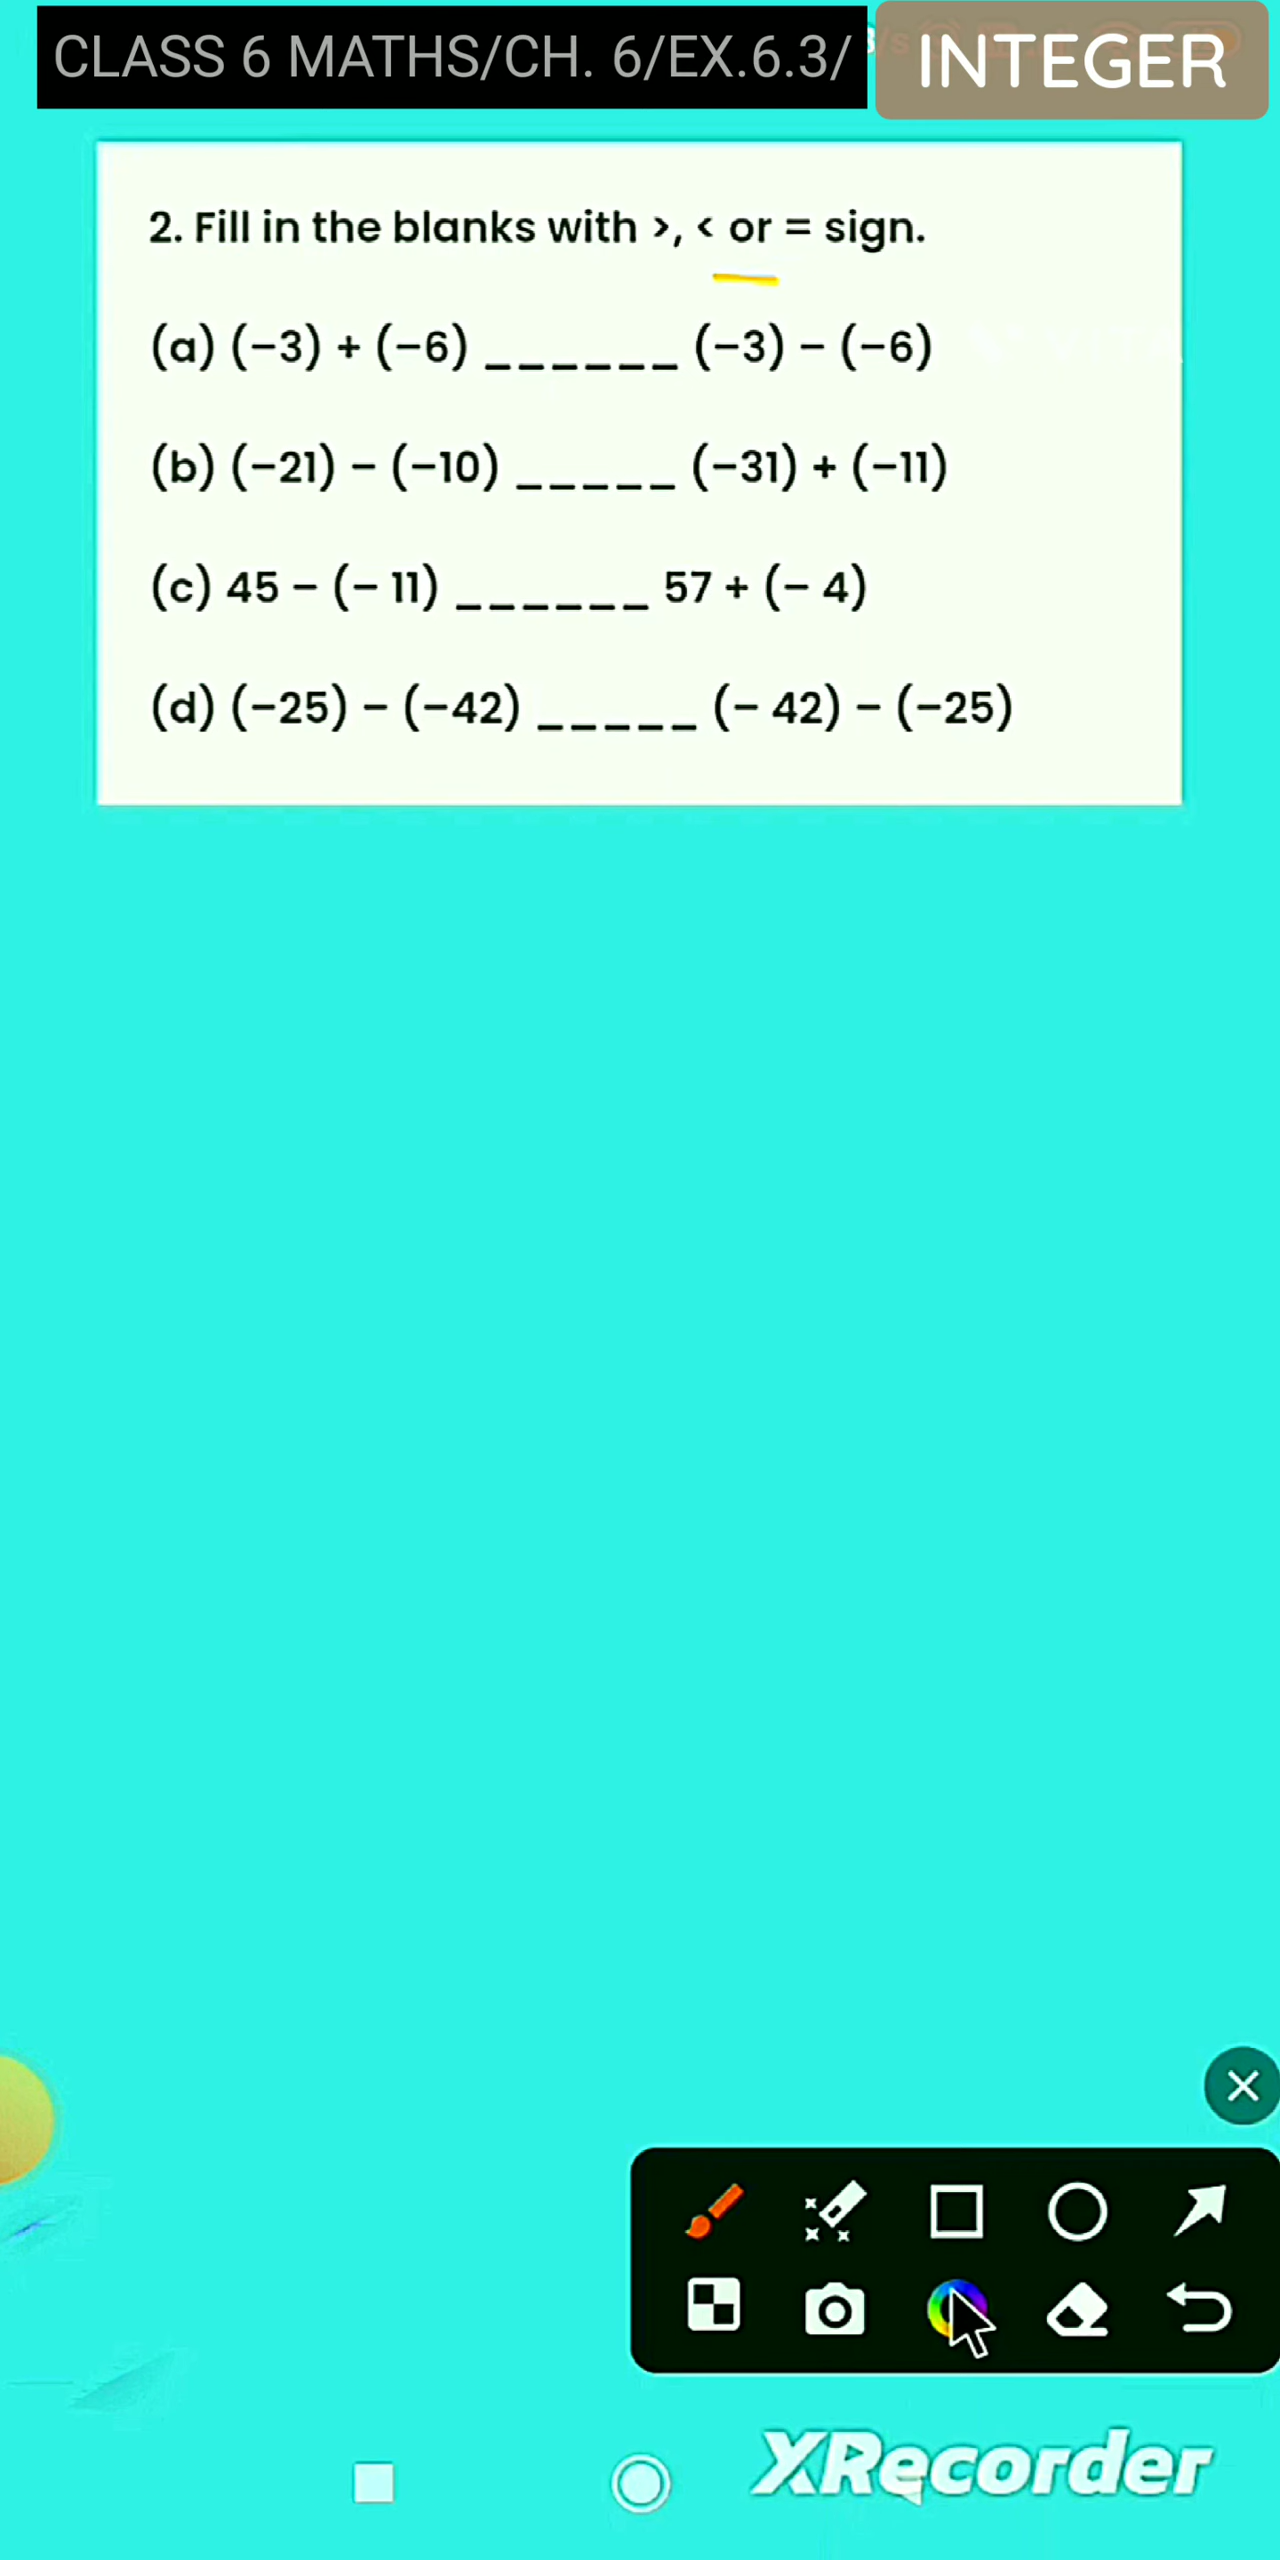 CLASS 6 MATHS/CH. 6/EX.6.3/ INTEGER
2. Fill in the blanks with >, < or = sign.
(a) (−3) + (−6) ______ (−3) − (−6)
(b) (−21) − (−10) _____ (−31) + (−11)
(c) 45 − (− 11) ______ 57 + (− 4)
(d) (−25) − (−42) _____ (− 42) − (−25)
XRecorder